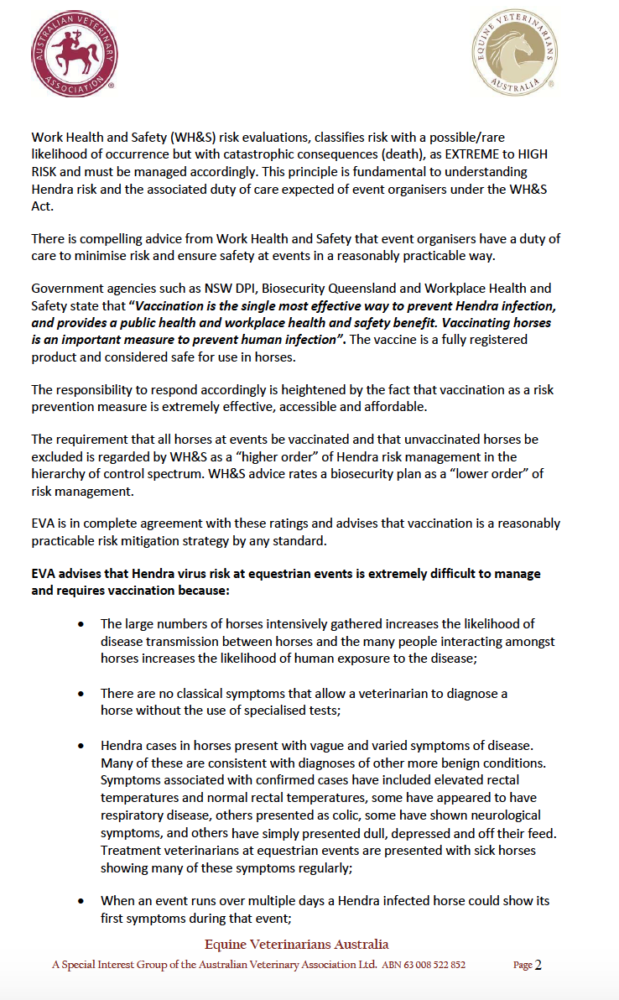 AUSTRALIAN VETERINARY ASSOCIATION ®
EQUINE VETERINARIANS AUSTRALIA ®
Work Health and Safety (WH&S) risk evaluations, classifies risk with a possible/rare
likelihood of occurrence but with catastrophic consequences (death), as EXTREME to HIGH
RISK and must be managed accordingly. This principle is fundamental to understanding
Hendra risk and the associated duty of care expected of event organisers under the WH&S
Act.
There is compelling advice from Work Health and Safety that event organisers have a duty of
care to minimise risk and ensure safety at events in a reasonably practicable way.
Government agencies such as NSW DPI, Biosecurity Queensland and Workplace Health and
Safety state that “Vaccination is the single most effective way to prevent Hendra infection,
and provides a public health and workplace health and safety benefit. Vaccinating horses
is an important measure to prevent human infection”. The vaccine is a fully registered
product and considered safe for use in horses.
The responsibility to respond accordingly is heightened by the fact that vaccination as a risk
prevention measure is extremely effective, accessible and affordable.
The requirement that all horses at events be vaccinated and that unvaccinated horses be
excluded is regarded by WH&S as a “higher order” of Hendra risk management in the
hierarchy of control spectrum. WH&S advice rates a biosecurity plan as a “lower order” of
risk management.
EVA is in complete agreement with these ratings and advises that vaccination is a reasonably
practicable risk mitigation strategy by any standard.
EVA advises that Hendra virus risk at equestrian events is extremely difficult to manage
and requires vaccination because:
• The large numbers of horses intensively gathered increases the likelihood of
disease transmission between horses and the many people interacting amongst
horses increases the likelihood of human exposure to the disease;
• There are no classical symptoms that allow a veterinarian to diagnose a
horse without the use of specialised tests;
• Hendra cases in horses present with vague and varied symptoms of disease.
Many of these are consistent with diagnoses of other more benign conditions.
Symptoms associated with confirmed cases have included elevated rectal
temperatures and normal rectal temperatures, some have appeared to have
respiratory disease, others presented as colic, some have shown neurological
symptoms, and others have simply presented dull, depressed and off their feed.
Treatment veterinarians at equestrian events are presented with sick horses
showing many of these symptoms regularly;
• When an event runs over multiple days a Hendra infected horse could show its
first symptoms during that event;
Equine Veterinarians Australia
A Special Interest Group of the Australian Veterinary Association Ltd. ABN 63 008 522 852 Page 2